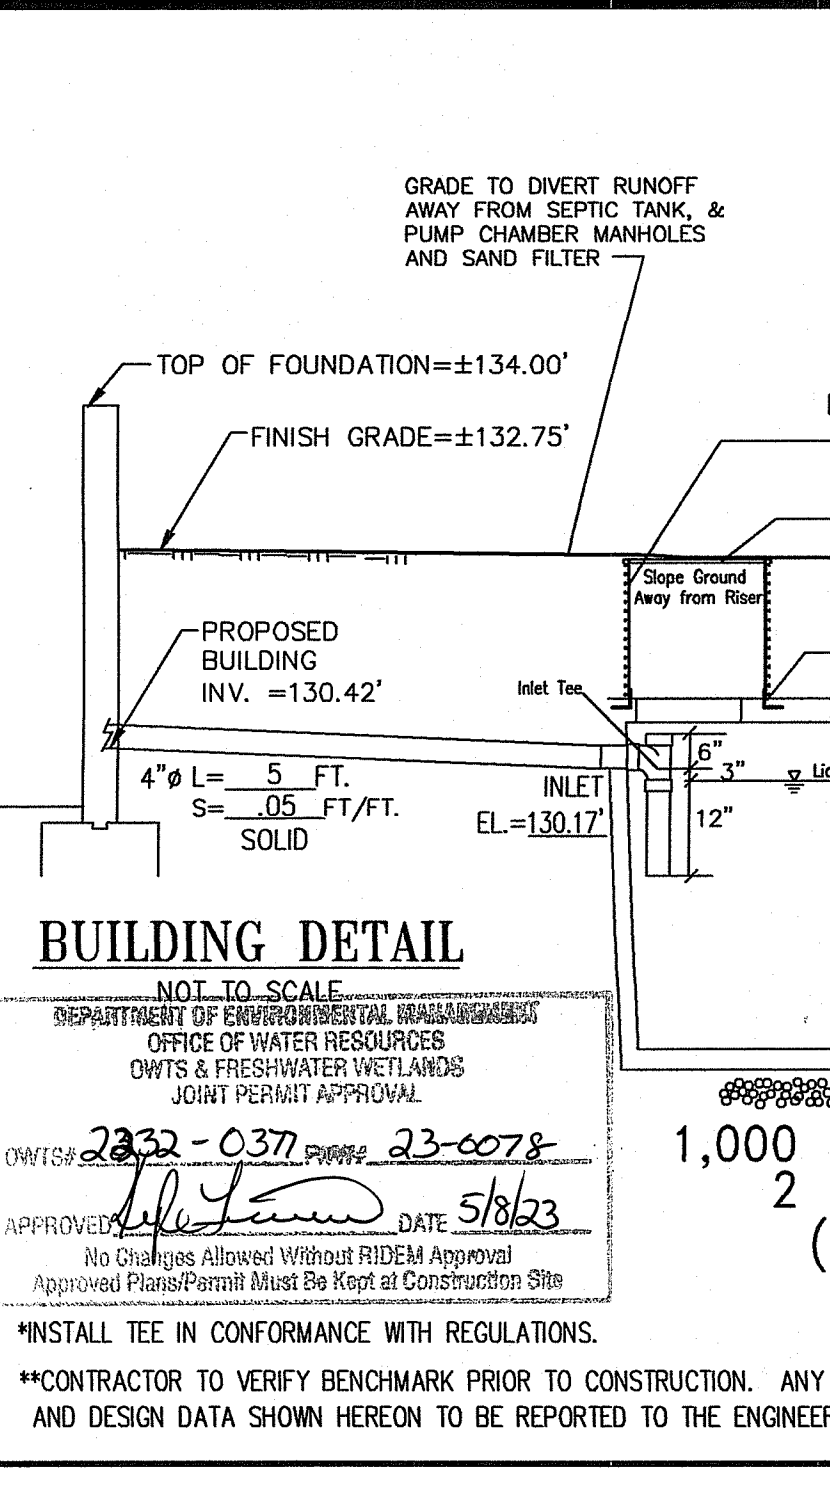 GRADE TO DIVERT RUNOFF
AWAY FROM SEPTIC TANK, &
PUMP CHAMBER MANHOLES
AND SAND FILTER
TOP OF FOUNDATION=±134.00'
FINISH GRADE=±132.75'
Slope Ground
Away from Riser
PROPOSED
BUILDING
INV. =130.42'
Inlet Tee
6"
3"
12"
4"ø L= 5 FT.
S= .05 FT/FT.
SOLID
INLET
EL.=130.17'
BUILDING DETAIL
NOT TO SCALE
DEPARTMENT OF ENVIRONMENTAL MANAGEMENT
OFFICE OF WATER RESOURCES
OWTS & FRESHWATER WETLANDS
JOINT PERMIT APPROVAL
OWTS# 2232-0377 23-0078
APPROVED DATE 5/8/23
No Changes Allowed Without RIDEM Approval
Approved Plans/Permit Must Be Kept at Construction Site
1,000
2
(
*INSTALL TEE IN CONFORMANCE WITH REGULATIONS.
**CONTRACTOR TO VERIFY BENCHMARK PRIOR TO CONSTRUCTION. ANY
AND DESIGN DATA SHOWN HEREON TO BE REPORTED TO THE ENGINEER